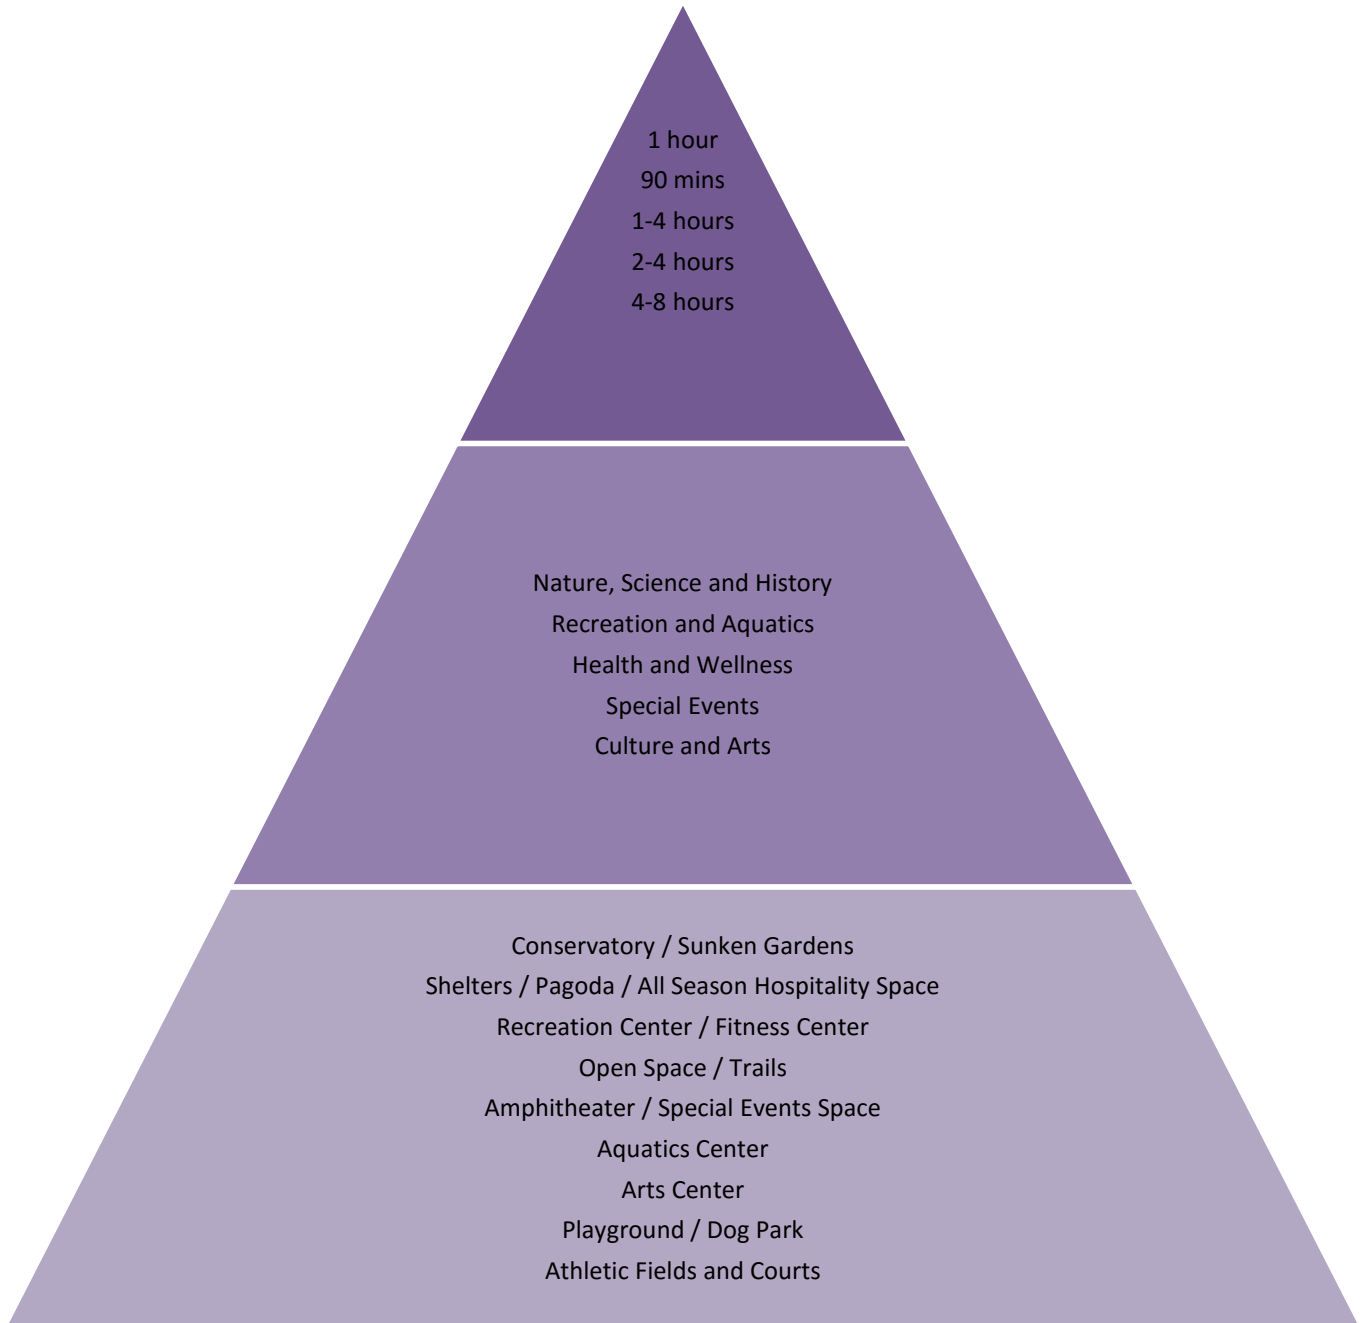 1 hour
90 mins
1-4 hours
2-4 hours
4-8 hours
Nature, Science and History
Recreation and Aquatics
Health and Wellness
Special Events
Culture and Arts
Conservatory / Sunken Gardens
Shelters / Pagoda / All Season Hospitality Space
Recreation Center / Fitness Center
Open Space / Trails
Amphitheater / Special Events Space
Aquatics Center
Arts Center
Playground / Dog Park
Athletic Fields and Courts